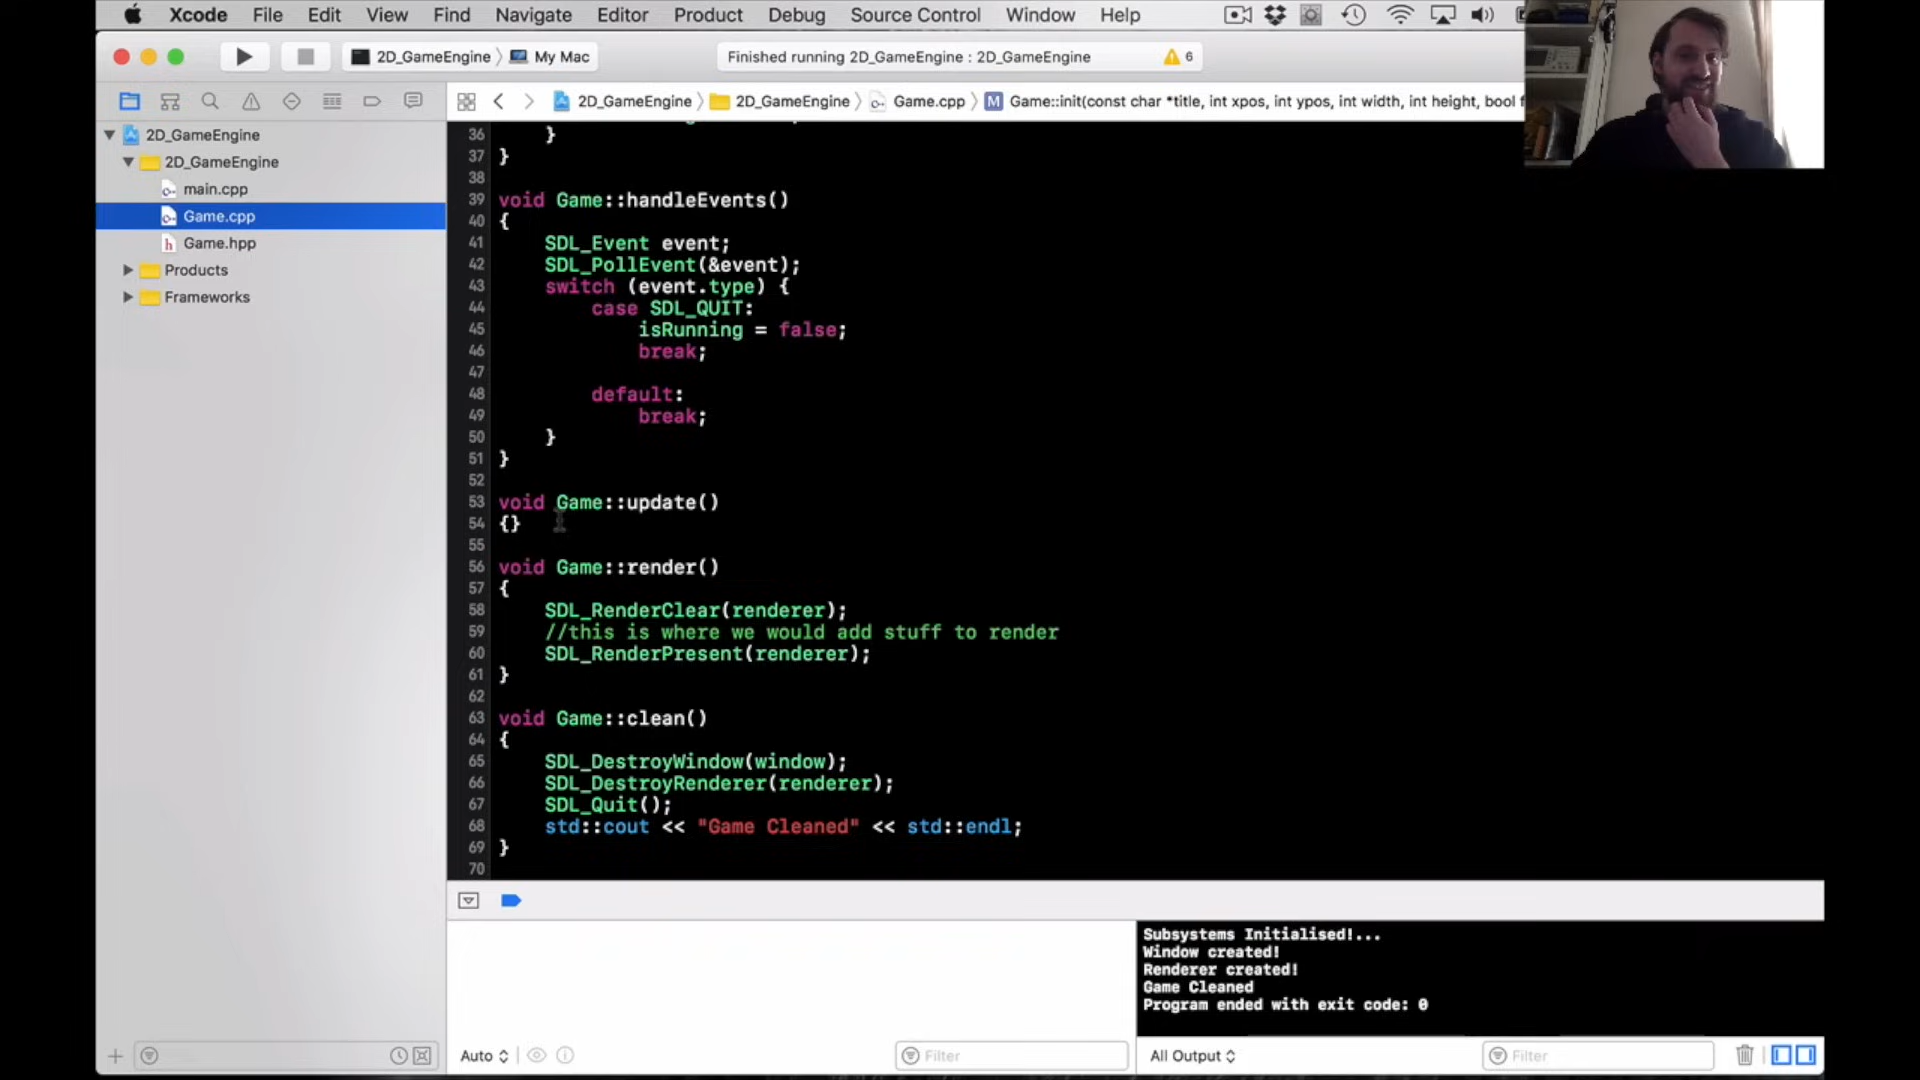 Xcode File Edit View Find Navigate Editor Product Debug Source Control Window Help
2D_GameEngine My Mac
Finished running 2D_GameEngine : 2D_GameEngine 6
2D_GameEngine 2D_GameEngine Game.cpp M Game::init(const char *title, int xpos, int ypos, int width, int height, bool f
2D_GameEngine
2D_GameEngine
main.cpp
Game.cpp
h Game.hpp
Products
Frameworks
36 }
37 }
38
39 void Game::handleEvents()
40 {
41 SDL_Event event;
42 SDL_PollEvent(&event);
43 switch (event.type) {
44 case SDL_QUIT:
45 isRunning = false;
46 break;
47
48 default:
49 break;
50 }
51 }
52
53 void Game::update()
54 {}
55
56 void Game::render()
57 {
58 SDL_RenderClear(renderer);
59 //this is where we would add stuff to render
60 SDL_RenderPresent(renderer);
61 }
62
63 void Game::clean()
64 {
65 SDL_DestroyWindow(window);
66 SDL_DestroyRenderer(renderer);
67 SDL_Quit();
68 std::cout << "Game Cleaned" << std::endl;
69 }
70
Subsystems Initialised!...
Window created!
Renderer created!
Game Cleaned
Program ended with exit code: 0
Auto Filter All Output Filter